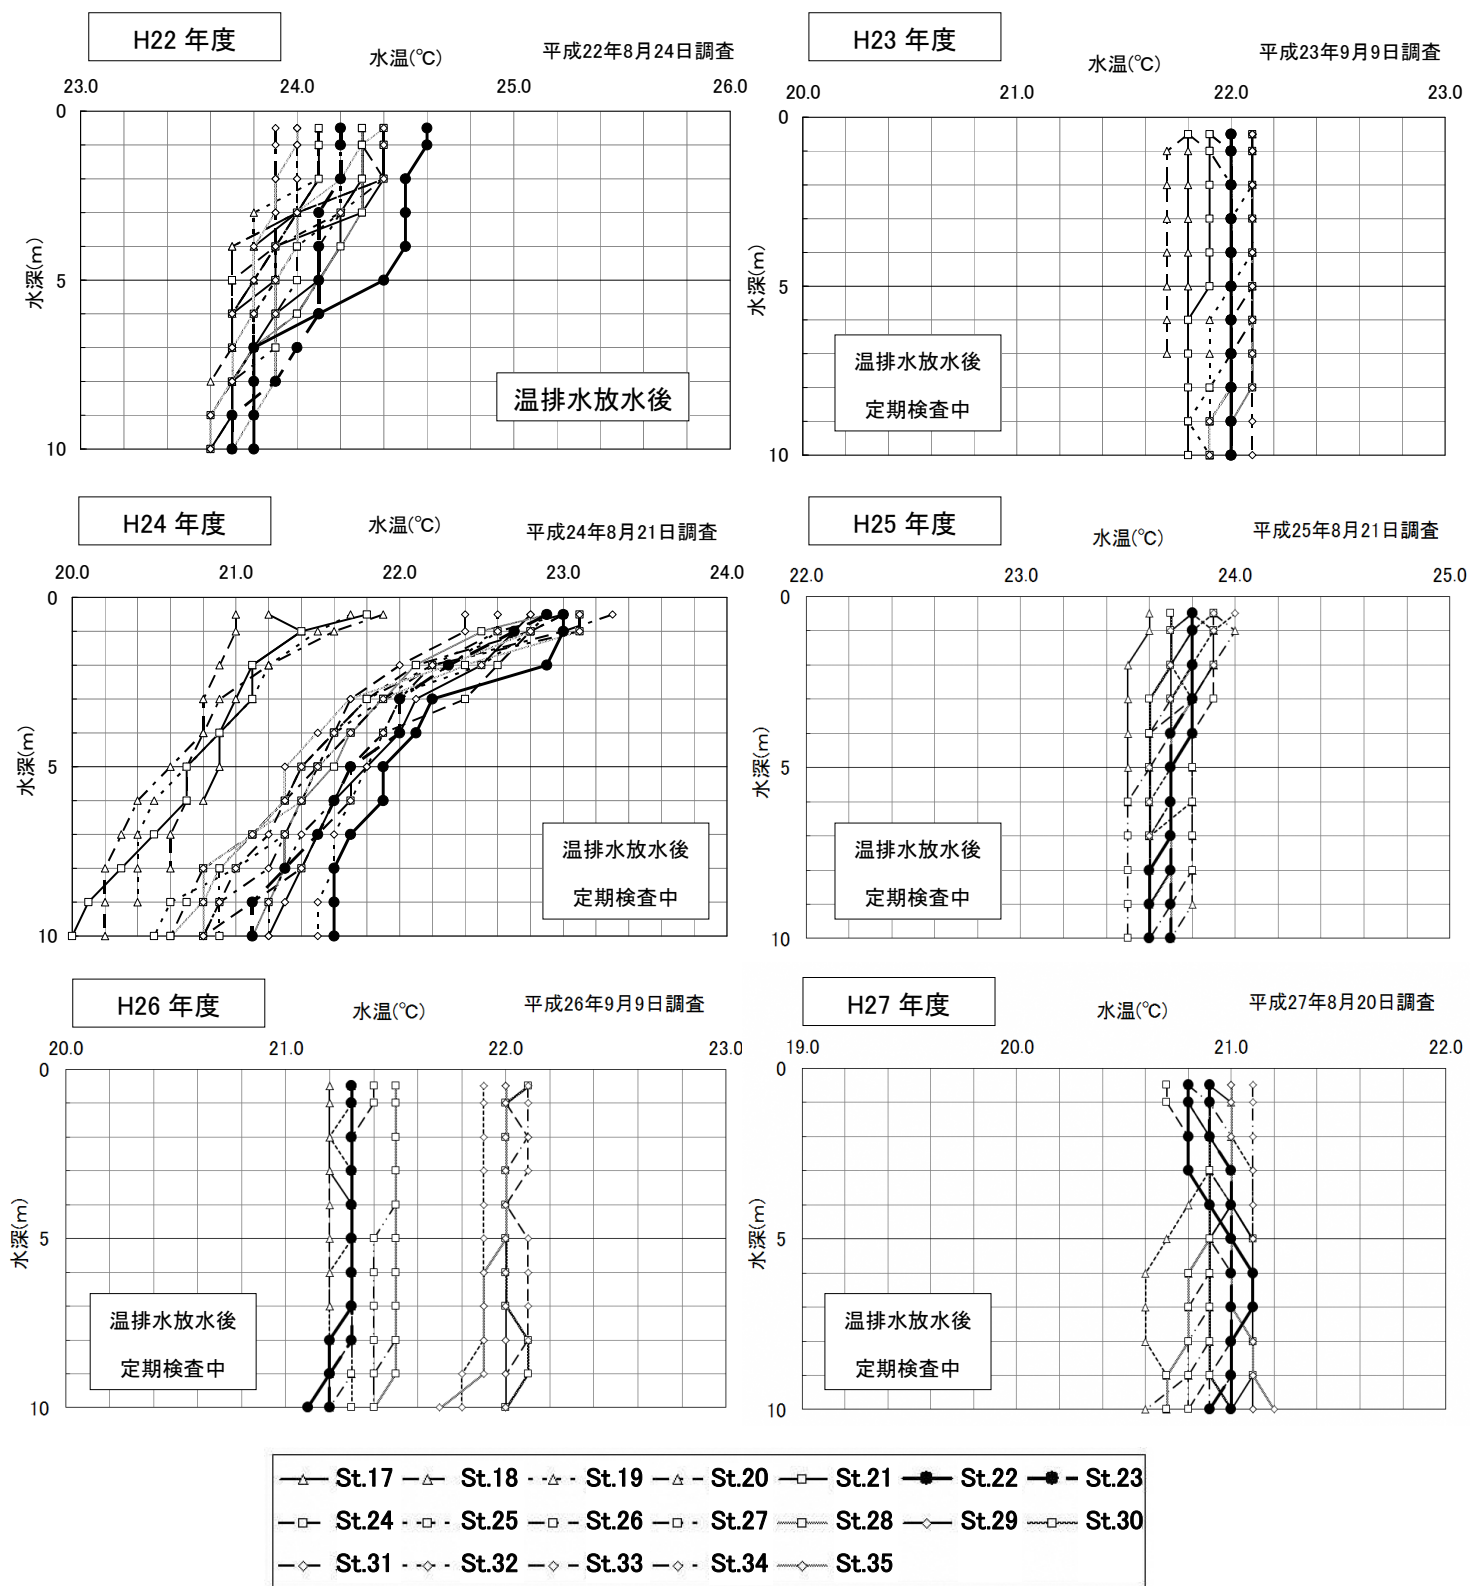 H22 年度
水温(℃)
平成22年8月24日調査
23.0 24.0 25.0 26.0
0
5
10
水深(m)
温排水放水後
H23 年度
水温(℃)
平成23年9月9日調査
20.0 21.0 22.0 23.0
0
5
10
水深(m)
温排水放水後
定期検査中
H24 年度
水温(℃)
平成24年8月21日調査
20.0 21.0 22.0 23.0 24.0
0
5
10
水深(m)
温排水放水後
定期検査中
H25 年度
水温(℃)
平成25年8月21日調査
22.0 23.0 24.0 25.0
0
5
10
水深(m)
温排水放水後
定期検査中
H26 年度
水温(℃)
平成26年9月9日調査
20.0 21.0 22.0 23.0
0
5
10
水深(m)
温排水放水後
定期検査中
H27 年度
水温(℃)
平成27年8月20日調査
19.0 20.0 21.0 22.0
0
5
10
水深(m)
温排水放水後
定期検査中
St.17 St.18 St.19 St.20 St.21 St.22 St.23
St.24 St.25 St.26 St.27 St.28 St.29 St.30
St.31 St.32 St.33 St.34 St.35